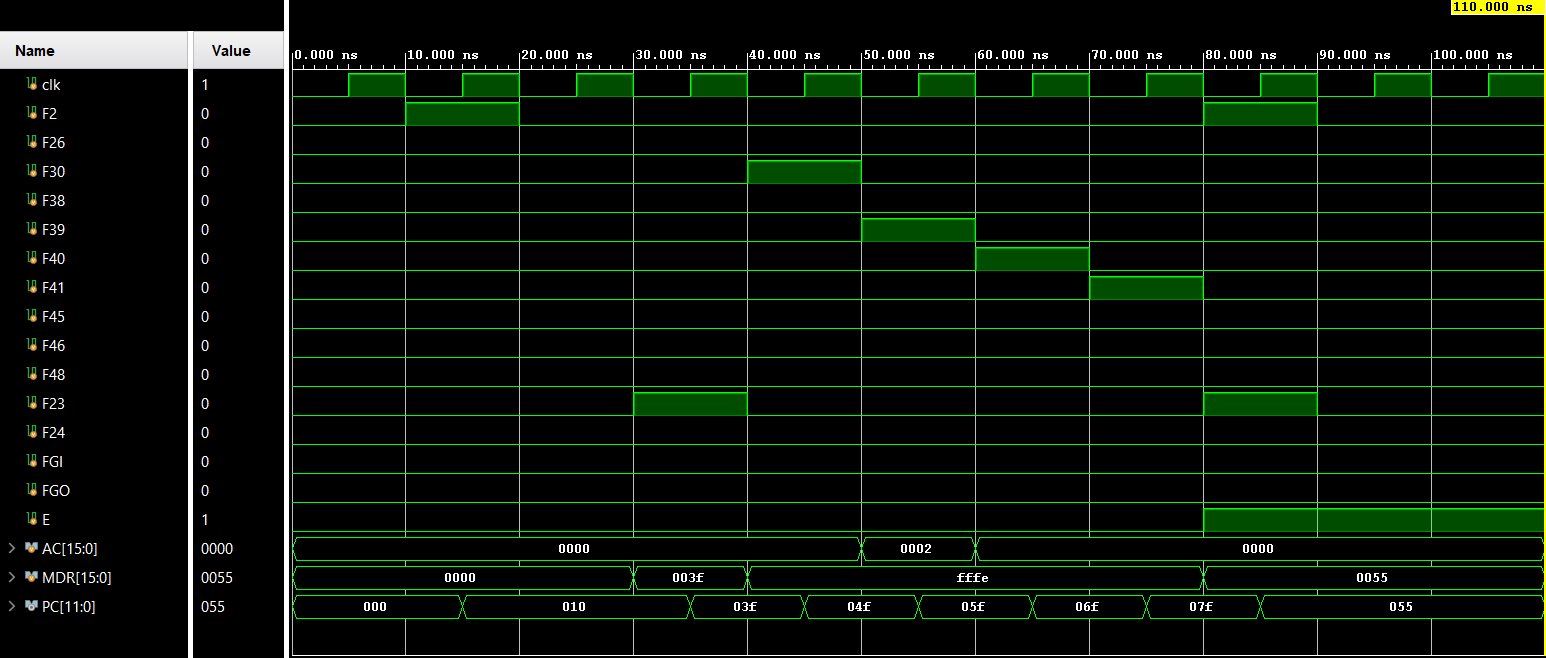 110.000 ns
Name Value
0.000 ns 10.000 ns 20.000 ns 30.000 ns 40.000 ns 50.000 ns 60.000 ns 70.000 ns 80.000 ns 90.000 ns 100.000 ns
clk 1
F2 0
F26 0
F30 0
F38 0
F39 0
F40 0
F41 0
F45 0
F46 0
F48 0
F23 0
F24 0
FGI 0
FGO 0
E 1
AC[15:0] 0000 0000 0002 0000
MDR[15:0] 0055 0000 003f fffe 0055
PC[11:0] 055 000 010 03f 04f 05f 06f 07f 055